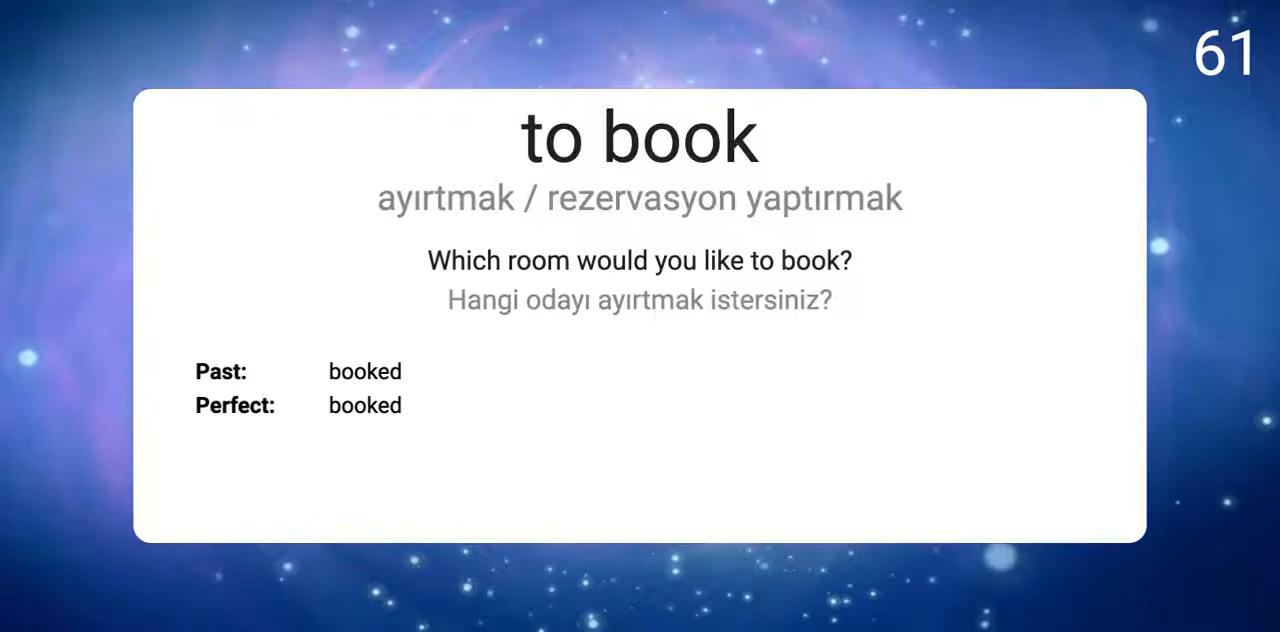 61
to book
ayırtmak / rezervasyon yaptırmak
Which room would you like to book?
Hangi odayı ayırtmak istersiniz?
Past: booked
Perfect: booked